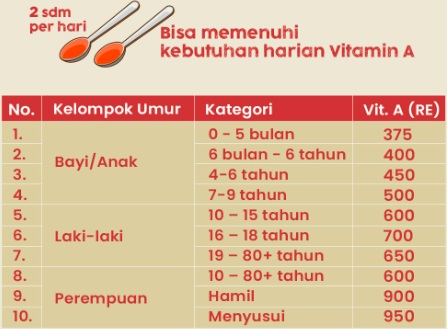 2 sdm
per hari
Bisa memenuhi
kebutuhan harian Vitamin A
No. Kelompok Umur Kategori Vit. A (RE)
1. 0 - 5 bulan 375
2. 6 bulan - 6 tahun 400
Bayi/Anak
3. 4-6 tahun 450
4. 7-9 tahun 500
5. 10 – 15 tahun 600
6. Laki-laki 16 – 18 tahun 700
7. 19 – 80+ tahun 650
8. 10 – 80+ tahun 600
9. Perempuan Hamil 900
10. Menyusui 950